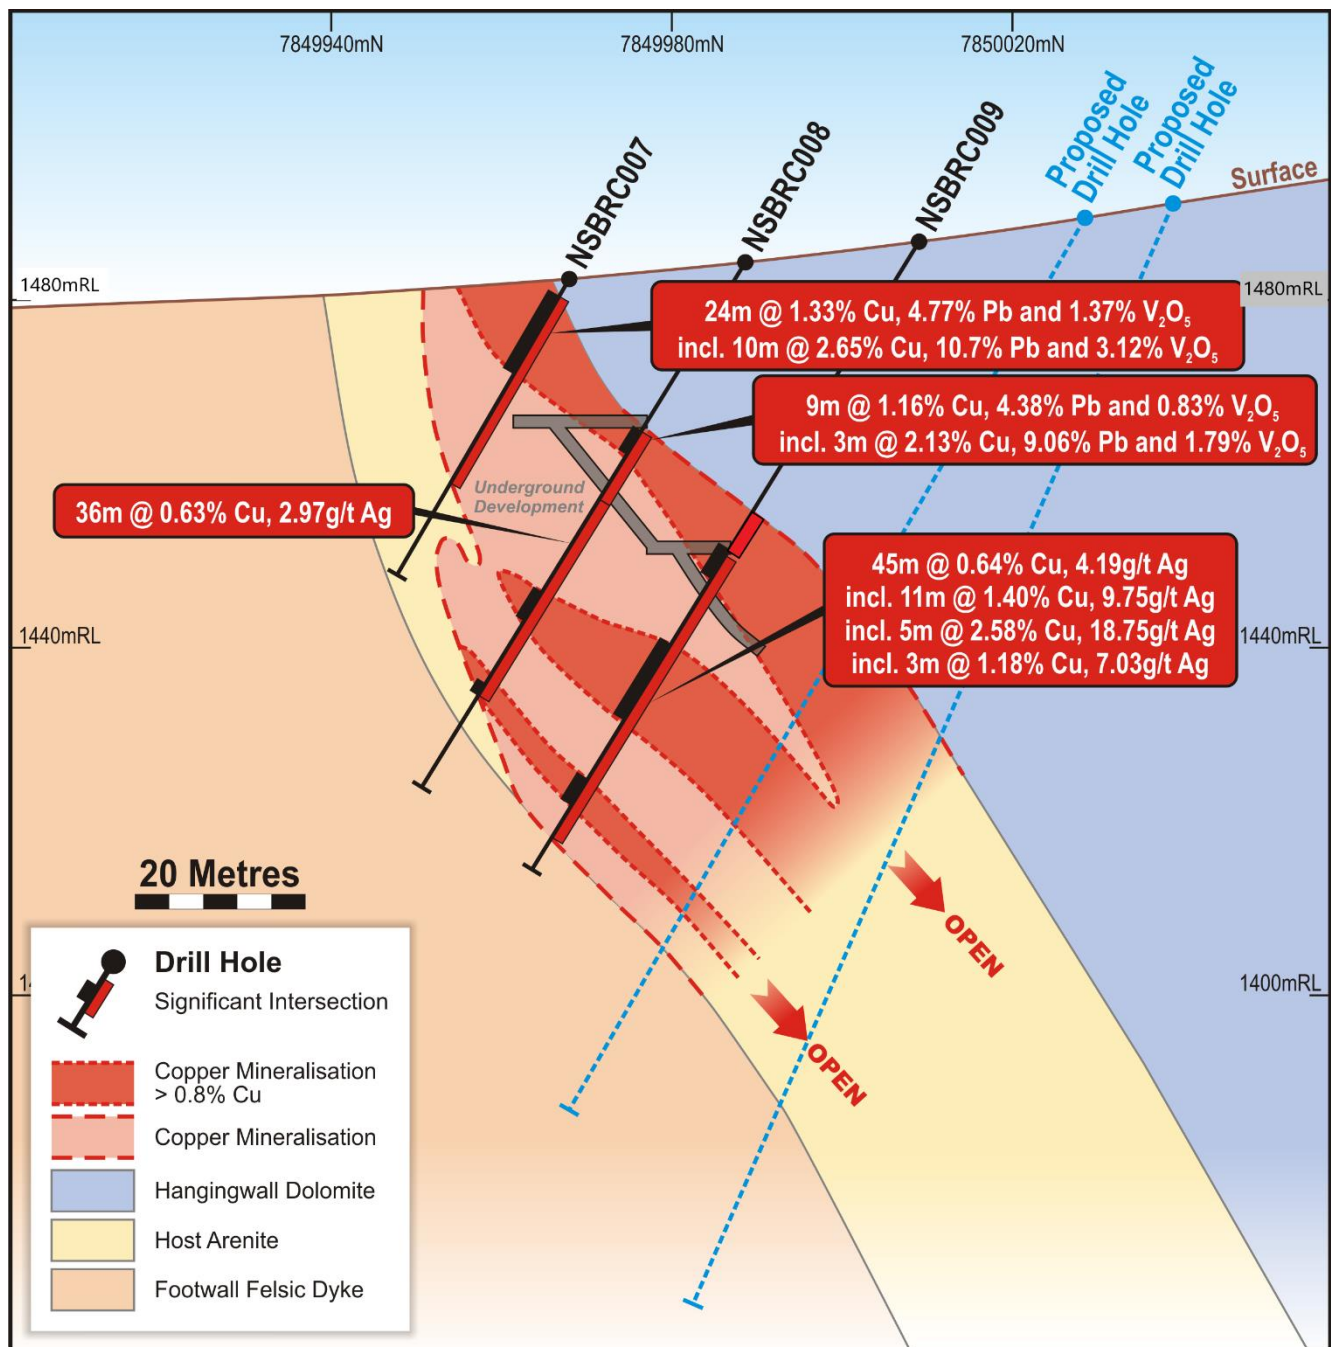 7849940mN
7849980mN
7850020mN
NSBRC007
NSBRC008
NSBRC009
Proposed
Drill Hole
Proposed
Drill Hole
Surface
1480mRL
1480mRL
24m @ 1.33% Cu, 4.77% Pb and 1.37% V₂O₅
incl. 10m @ 2.65% Cu, 10.7% Pb and 3.12% V₂O₅
9m @ 1.16% Cu, 4.38% Pb and 0.83% V₂O₅
incl. 3m @ 2.13% Cu, 9.06% Pb and 1.79% V₂O₅
36m @ 0.63% Cu, 2.97g/t Ag
Underground
Development
45m @ 0.64% Cu, 4.19g/t Ag
incl. 11m @ 1.40% Cu, 9.75g/t Ag
incl. 5m @ 2.58% Cu, 18.75g/t Ag
incl. 3m @ 1.18% Cu, 7.03g/t Ag
1440mRL
1440mRL
20 Metres
OPEN
OPEN
1400mRL
Drill Hole
Significant Intersection
Copper Mineralisation
> 0.8% Cu
Copper Mineralisation
Hangingwall Dolomite
Host Arenite
Footwall Felsic Dyke